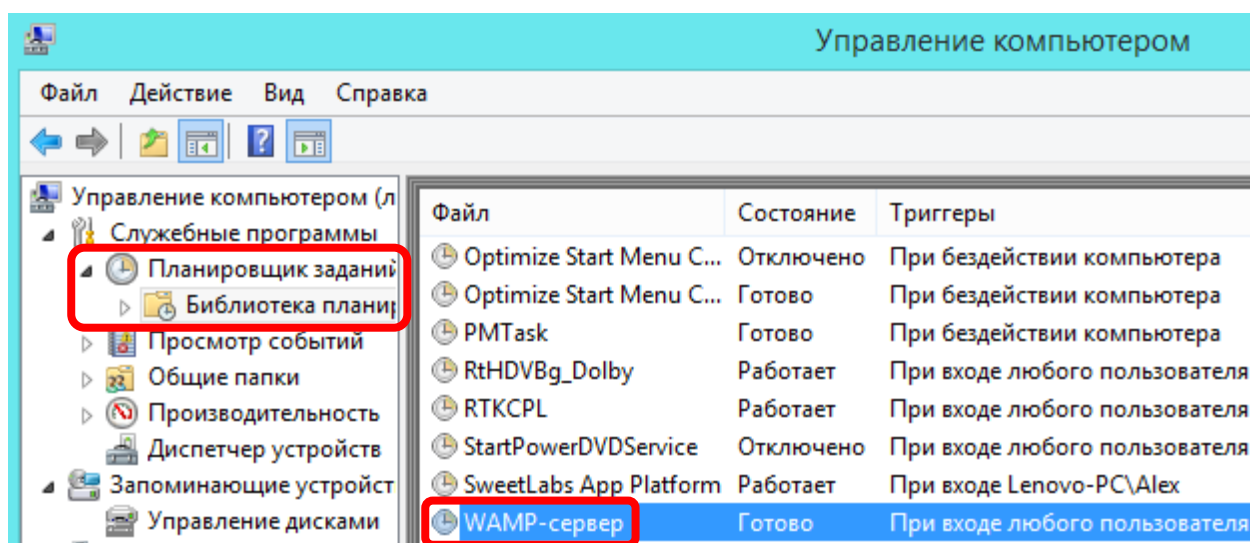 Управление компьютером
Файл Действие Вид Справка
Управление компьютером (л
Служебные программы
Планировщик заданий
Библиотека планир
Просмотр событий
Общие папки
Производительность
Диспетчер устройств
Запоминающие устройст
Управление дисками
Файл Состояние Триггеры
Optimize Start Menu C... Отключено При бездействии компьютера
Optimize Start Menu C... Готово При бездействии компьютера
PMTask Готово При бездействии компьютера
RtHDVBg_Dolby Работает При входе любого пользователя
RTKCPL Работает При входе любого пользователя
StartPowerDVDService Отключено При входе любого пользователя
SweetLabs App Platform Работает При входе Lenovo-PC\Alex
WAMP-сервер Готово При входе любого пользователя